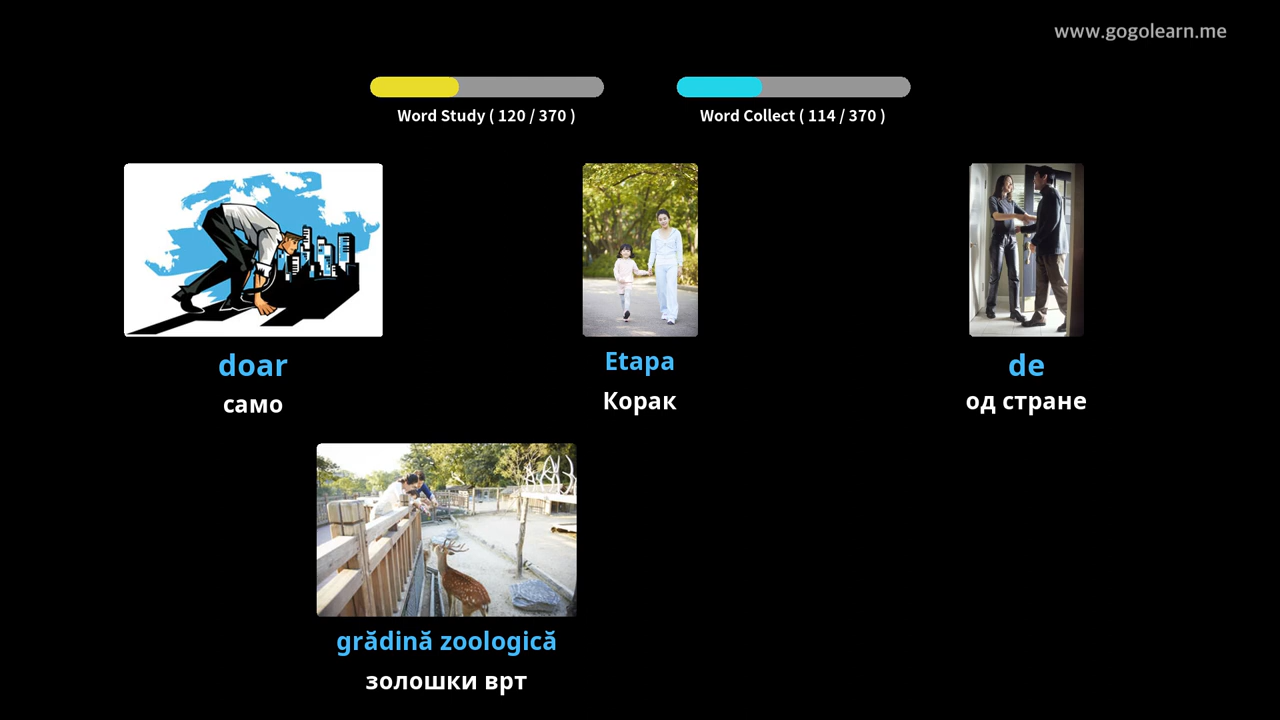 www.gogolearn.me
Word Study ( 120 / 370 )
Word Collect ( 114 / 370 )
doar
само
Etapa
Корак
de
од стране
grădină zoologică
золошки врт